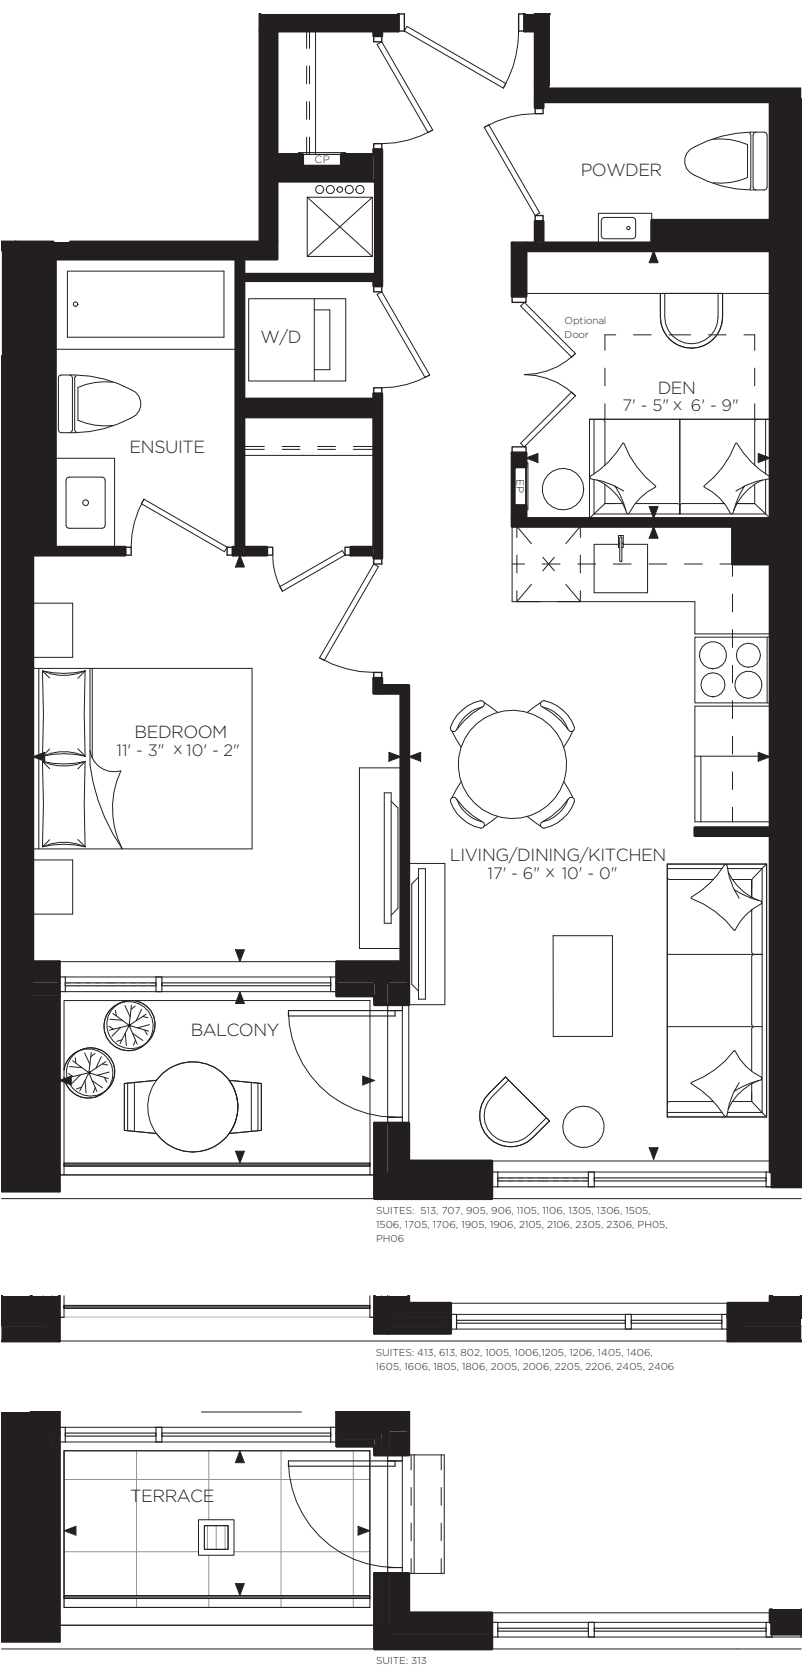 CP
POWDER
Optional
Door
W/D
DEN
7' - 5" x 6' - 9"
ENSUITE
EP
BEDROOM
11' - 3" x 10' - 2"
LIVING/DINING/KITCHEN
17' - 6" x 10' - 0"
BALCONY
SUITES: 513, 707, 905, 906, 1105, 1106, 1305, 1306, 1505,
1506, 1705, 1706, 1905, 1906, 2105, 2106, 2305, 2306, PH05,
PH06
SUITES: 413, 613, 802, 1005, 1006,1205, 1206, 1405, 1406,
1605, 1606, 1805, 1806, 2005, 2006, 2205, 2206, 2405, 2406
TERRACE
SUITE: 313